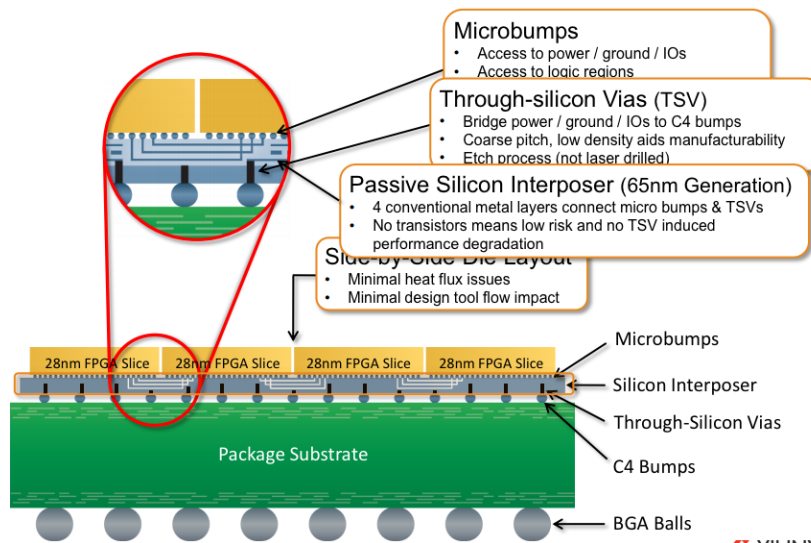 Microbumps
• Access to power / ground / IOs
• Access to logic regions
Through-silicon Vias (TSV)
• Bridge power / ground / IOs to C4 bumps
• Coarse pitch, low density aids manufacturability
• Etch process (not laser drilled)
Passive Silicon Interposer (65nm Generation)
• 4 conventional metal layers connect micro bumps & TSVs
• No transistors means low risk and no TSV induced
performance degradation
Side-by-Side Die Layout
• Minimal heat flux issues
• Minimal design tool flow impact
28nm FPGA Slice
28nm FPGA Slice
28nm FPGA Slice
28nm FPGA Slice
Microbumps
Silicon Interposer
Through-Silicon Vias
C4 Bumps
Package Substrate
BGA Balls